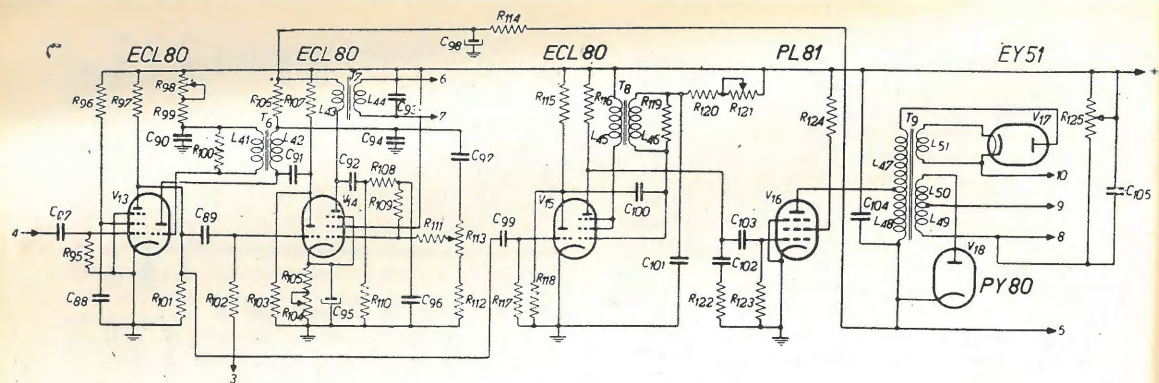 R114
C98
ECL80 ECL80 ECL80 PL81 EY51
R96 R97 R98 R99 C90 R100 L41 T6 L42 C91
R106 R107 L43 T7 L44 C93 C94 6 7
R115 R116 L45 T8 R119 L46 R120 R121
R124 L47 T9 L51 V17 R125
C92 R108 R109 C97
C104 L48 L50 L49 10 9 8 C105
4 C87 V13 R95 C89 V14 R111 R113
C99 V15 C100 C103 V16 C102
V18 PY80
C88 R101 R102 R103 R105 R104 C95 R110 C96 R112
R117 R118 C101 R122 R123
5
3